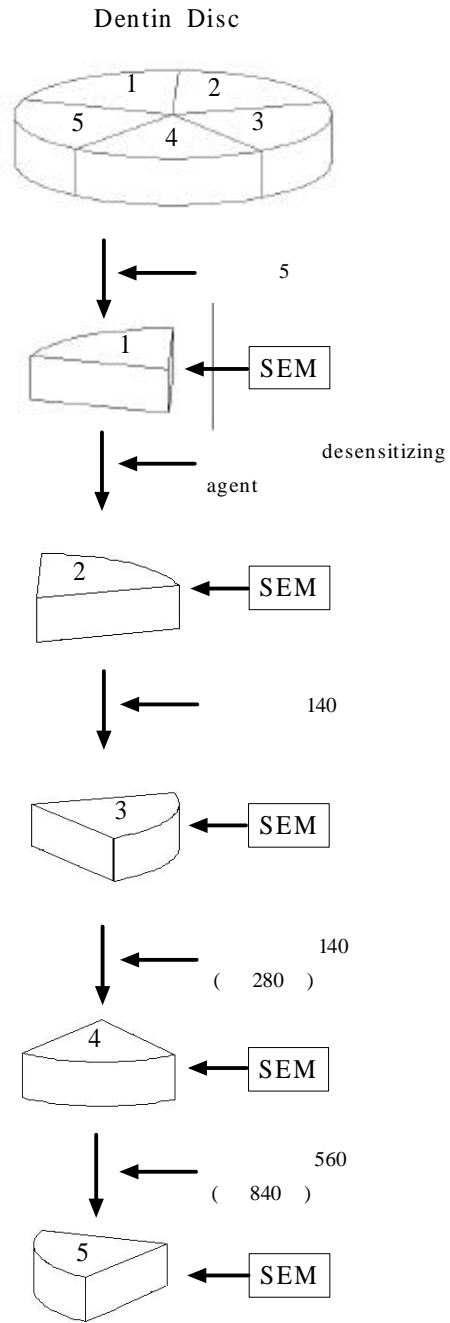 Dentin Disc
1
2
5
3
4
5
1
SEM
desensitizing
agent
2
SEM
140
3
SEM
140
( 280 )
4
SEM
560
( 840 )
5
SEM